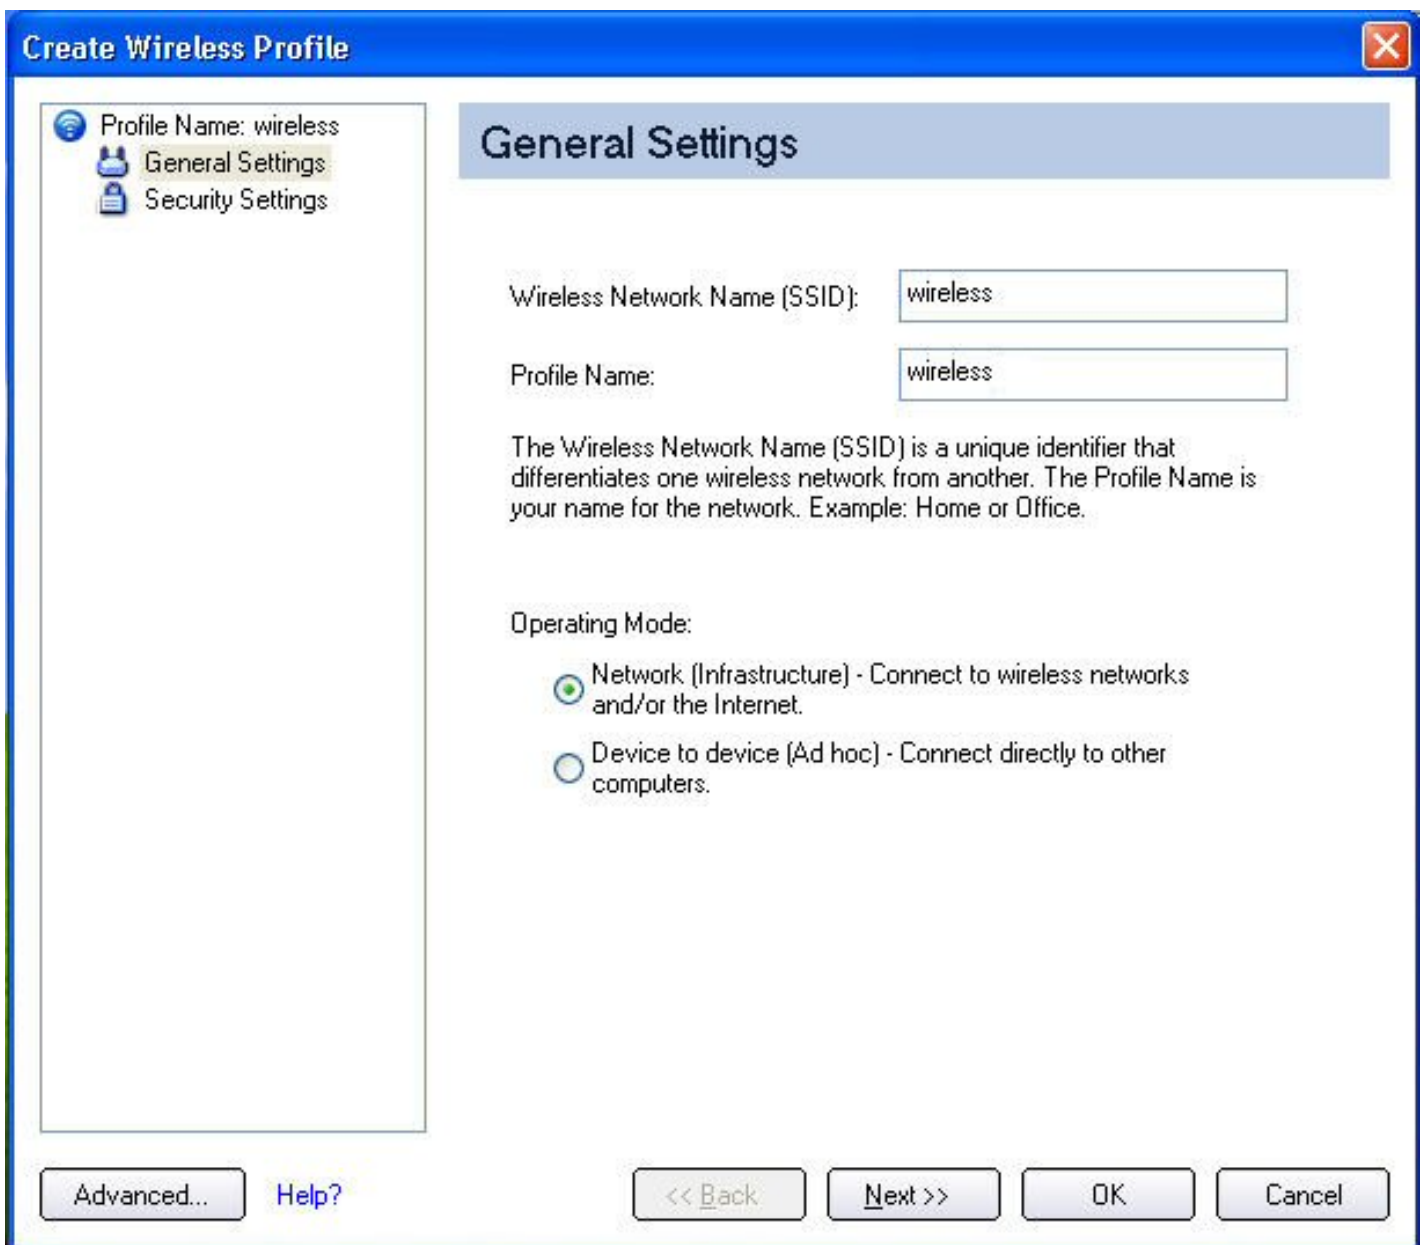 Create Wireless Profile
Profile Name: wireless
General Settings
Security Settings
General Settings
Wireless Network Name (SSID): wireless
Profile Name: wireless
The Wireless Network Name (SSID) is a unique identifier that
differentiates one wireless network from another. The Profile Name is
your name for the network. Example: Home or Office.
Operating Mode:
Network (Infrastructure) - Connect to wireless networks
and/or the Internet.
Device to device (Ad hoc) - Connect directly to other
computers.
Advanced... Help? << Back Next >> OK Cancel